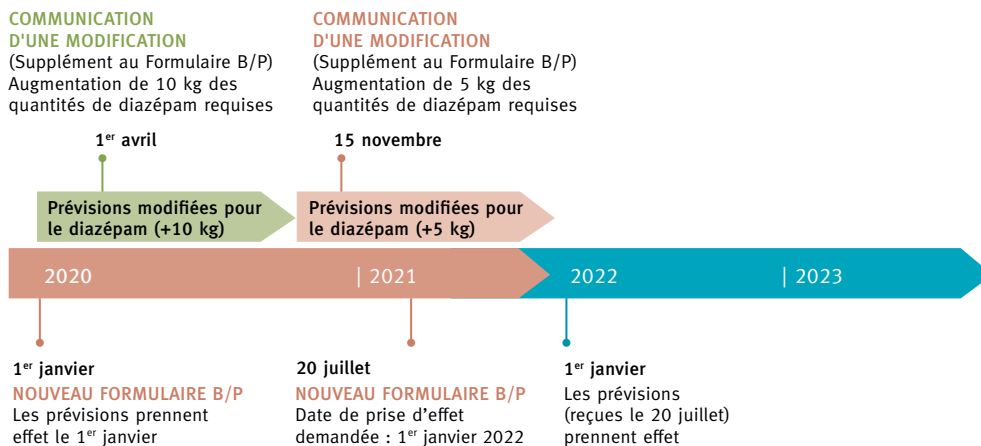 COMMUNICATION
D'UNE MODIFICATION
(Supplément au Formulaire B/P)
Augmentation de 10 kg des
quantités de diazépam requises
1er avril
COMMUNICATION
D'UNE MODIFICATION
(Supplément au Formulaire B/P)
Augmentation de 5 kg des
quantités de diazépam requises
15 novembre
Prévisions modifiées pour
le diazépam (+10 kg)
Prévisions modifiées pour
le diazépam (+5 kg)
2020 | 2021 2022 | 2023
1er janvier
NOUVEAU FORMULAIRE B/P
Les prévisions prennent
effet le 1er janvier
20 juillet
NOUVEAU FORMULAIRE B/P
Date de prise d’effet
demandée : 1er janvier 2022
1er janvier
Les prévisions
(reçues le 20 juillet)
prennent effet